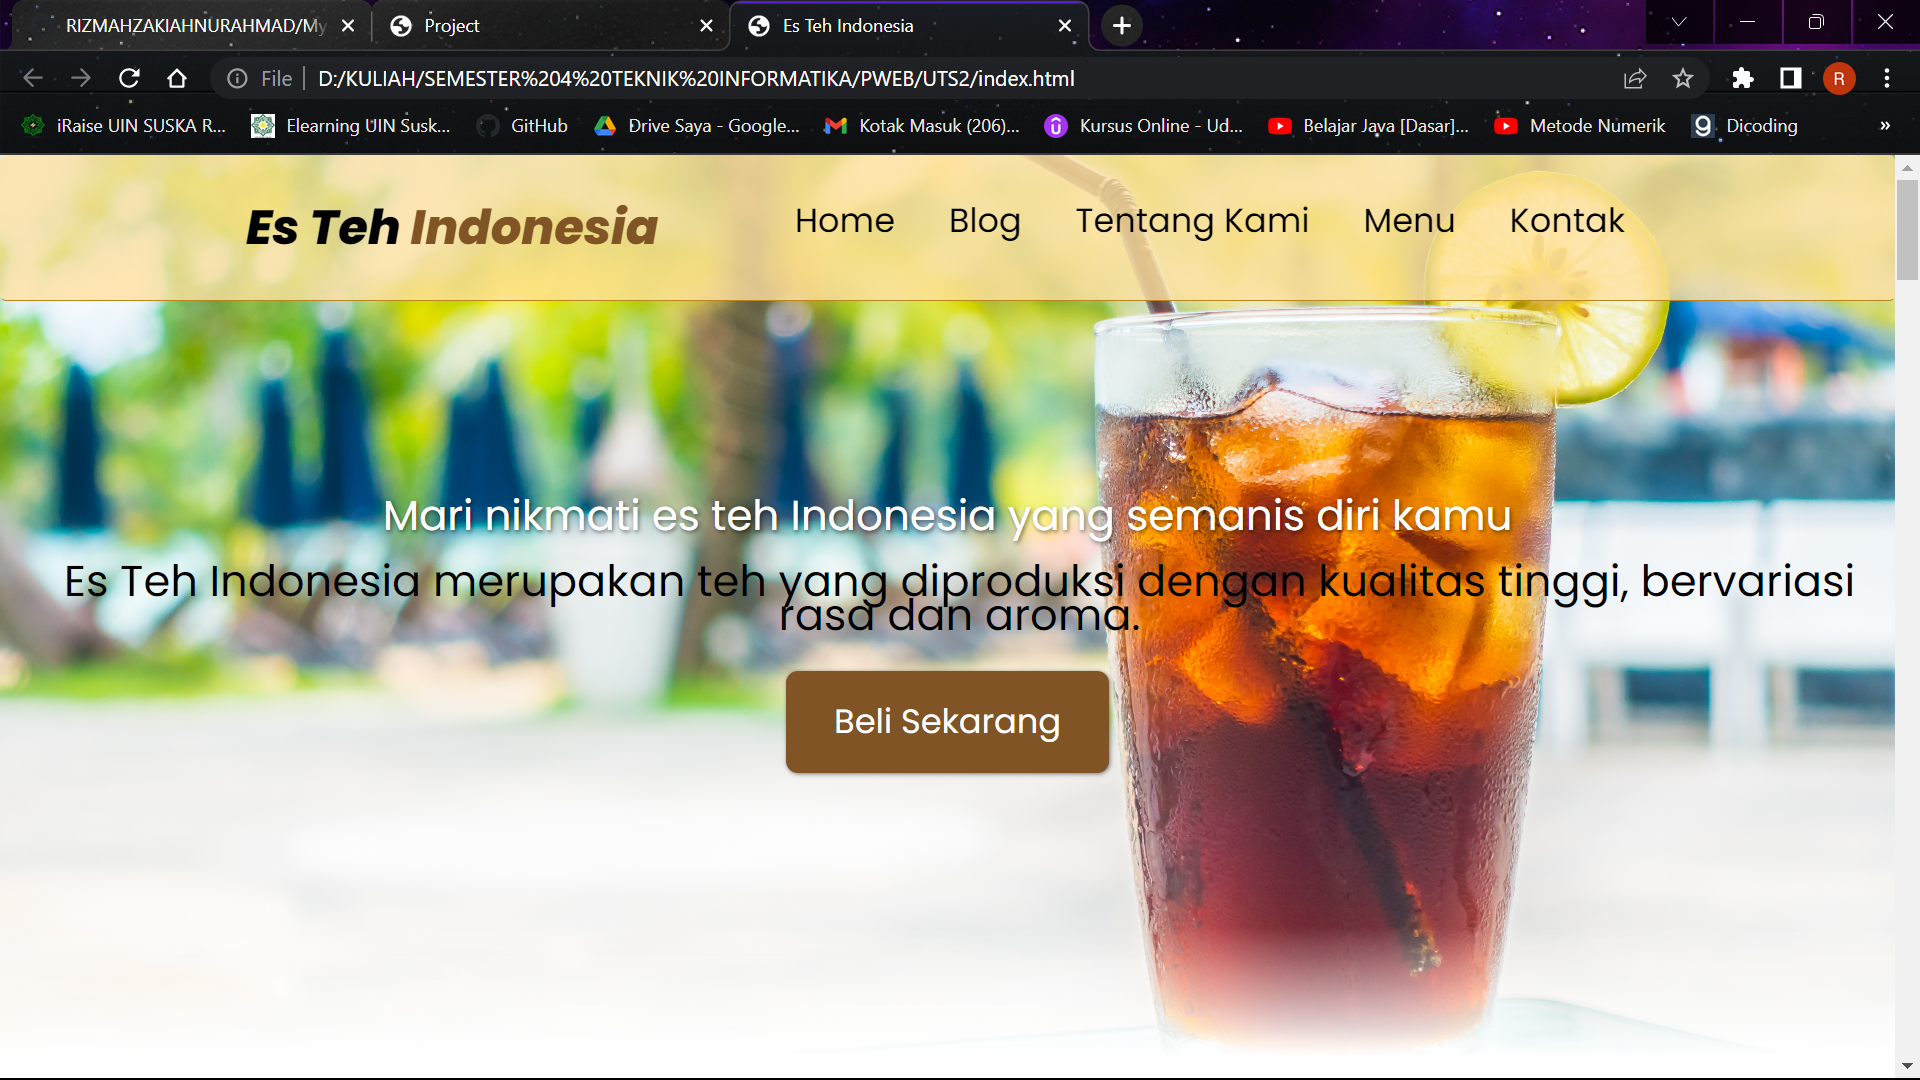 RIZMAHZAKIAHNURAHMAD/My
Project
Es Teh Indonesia
File
D:/KULIAH/SEMESTER%204%20TEKNIK%20INFORMATIKA/PWEB/UTS2/index.html
R
iRaise UIN SUSKA R...
Elearning UIN Susk...
GitHub
Drive Saya - Google...
Kotak Masuk (206)...
Kursus Online - Ud...
Belajar Java [Dasar]...
Metode Numerik
Dicoding
»
Es Teh Indonesia
Home
Blog
Tentang Kami
Menu
Kontak
Mari nikmati es teh Indonesia yang semanis diri kamu
Es Teh Indonesia merupakan teh yang diproduksi dengan kualitas tinggi, bervariasi
rasa dan aroma.
Beli Sekarang